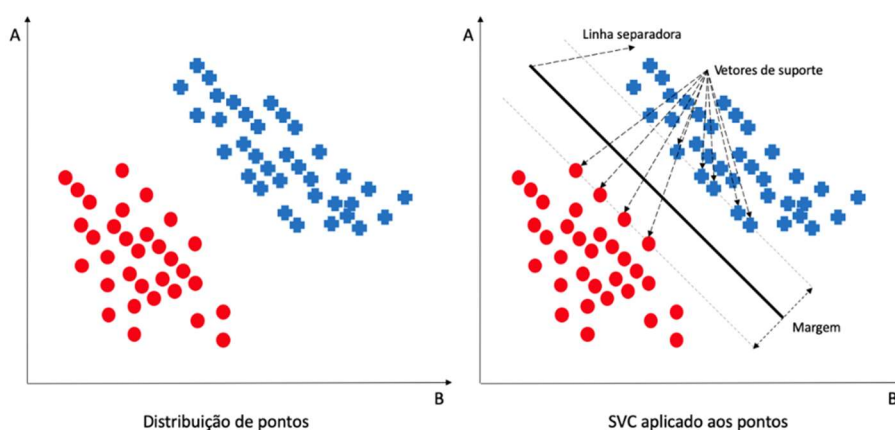 A
B
Distribuição de pontos
A
Linha separadora
Vetores de suporte
Margem
B
SVC aplicado aos pontos